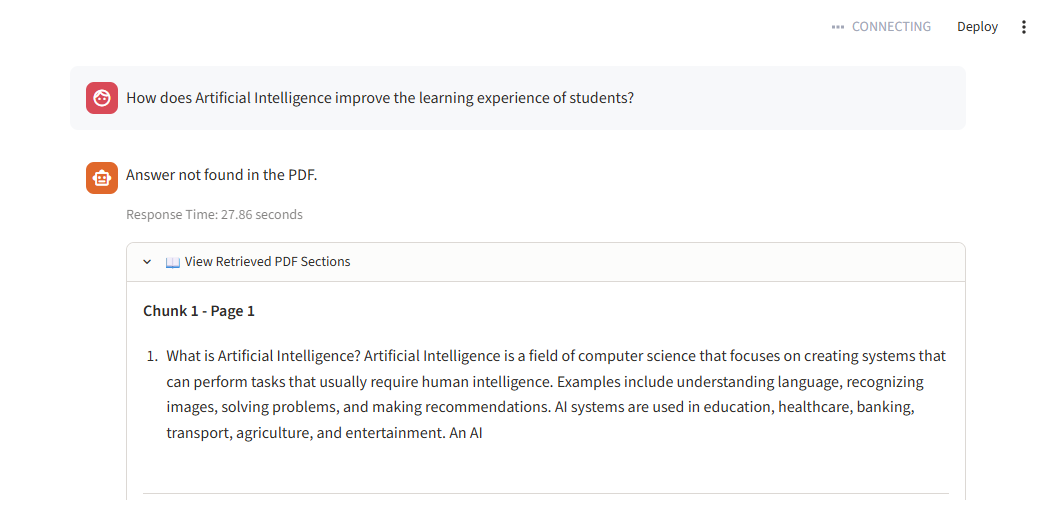 CONNECTING Deploy
How does Artificial Intelligence improve the learning experience of students?
Answer not found in the PDF.
Response Time: 27.86 seconds
View Retrieved PDF Sections
Chunk 1 - Page 1
1. What is Artificial Intelligence? Artificial Intelligence is a field of computer science that focuses on creating systems that
can perform tasks that usually require human intelligence. Examples include understanding language, recognizing
images, solving problems, and making recommendations. AI systems are used in education, healthcare, banking,
transport, agriculture, and entertainment. An AI